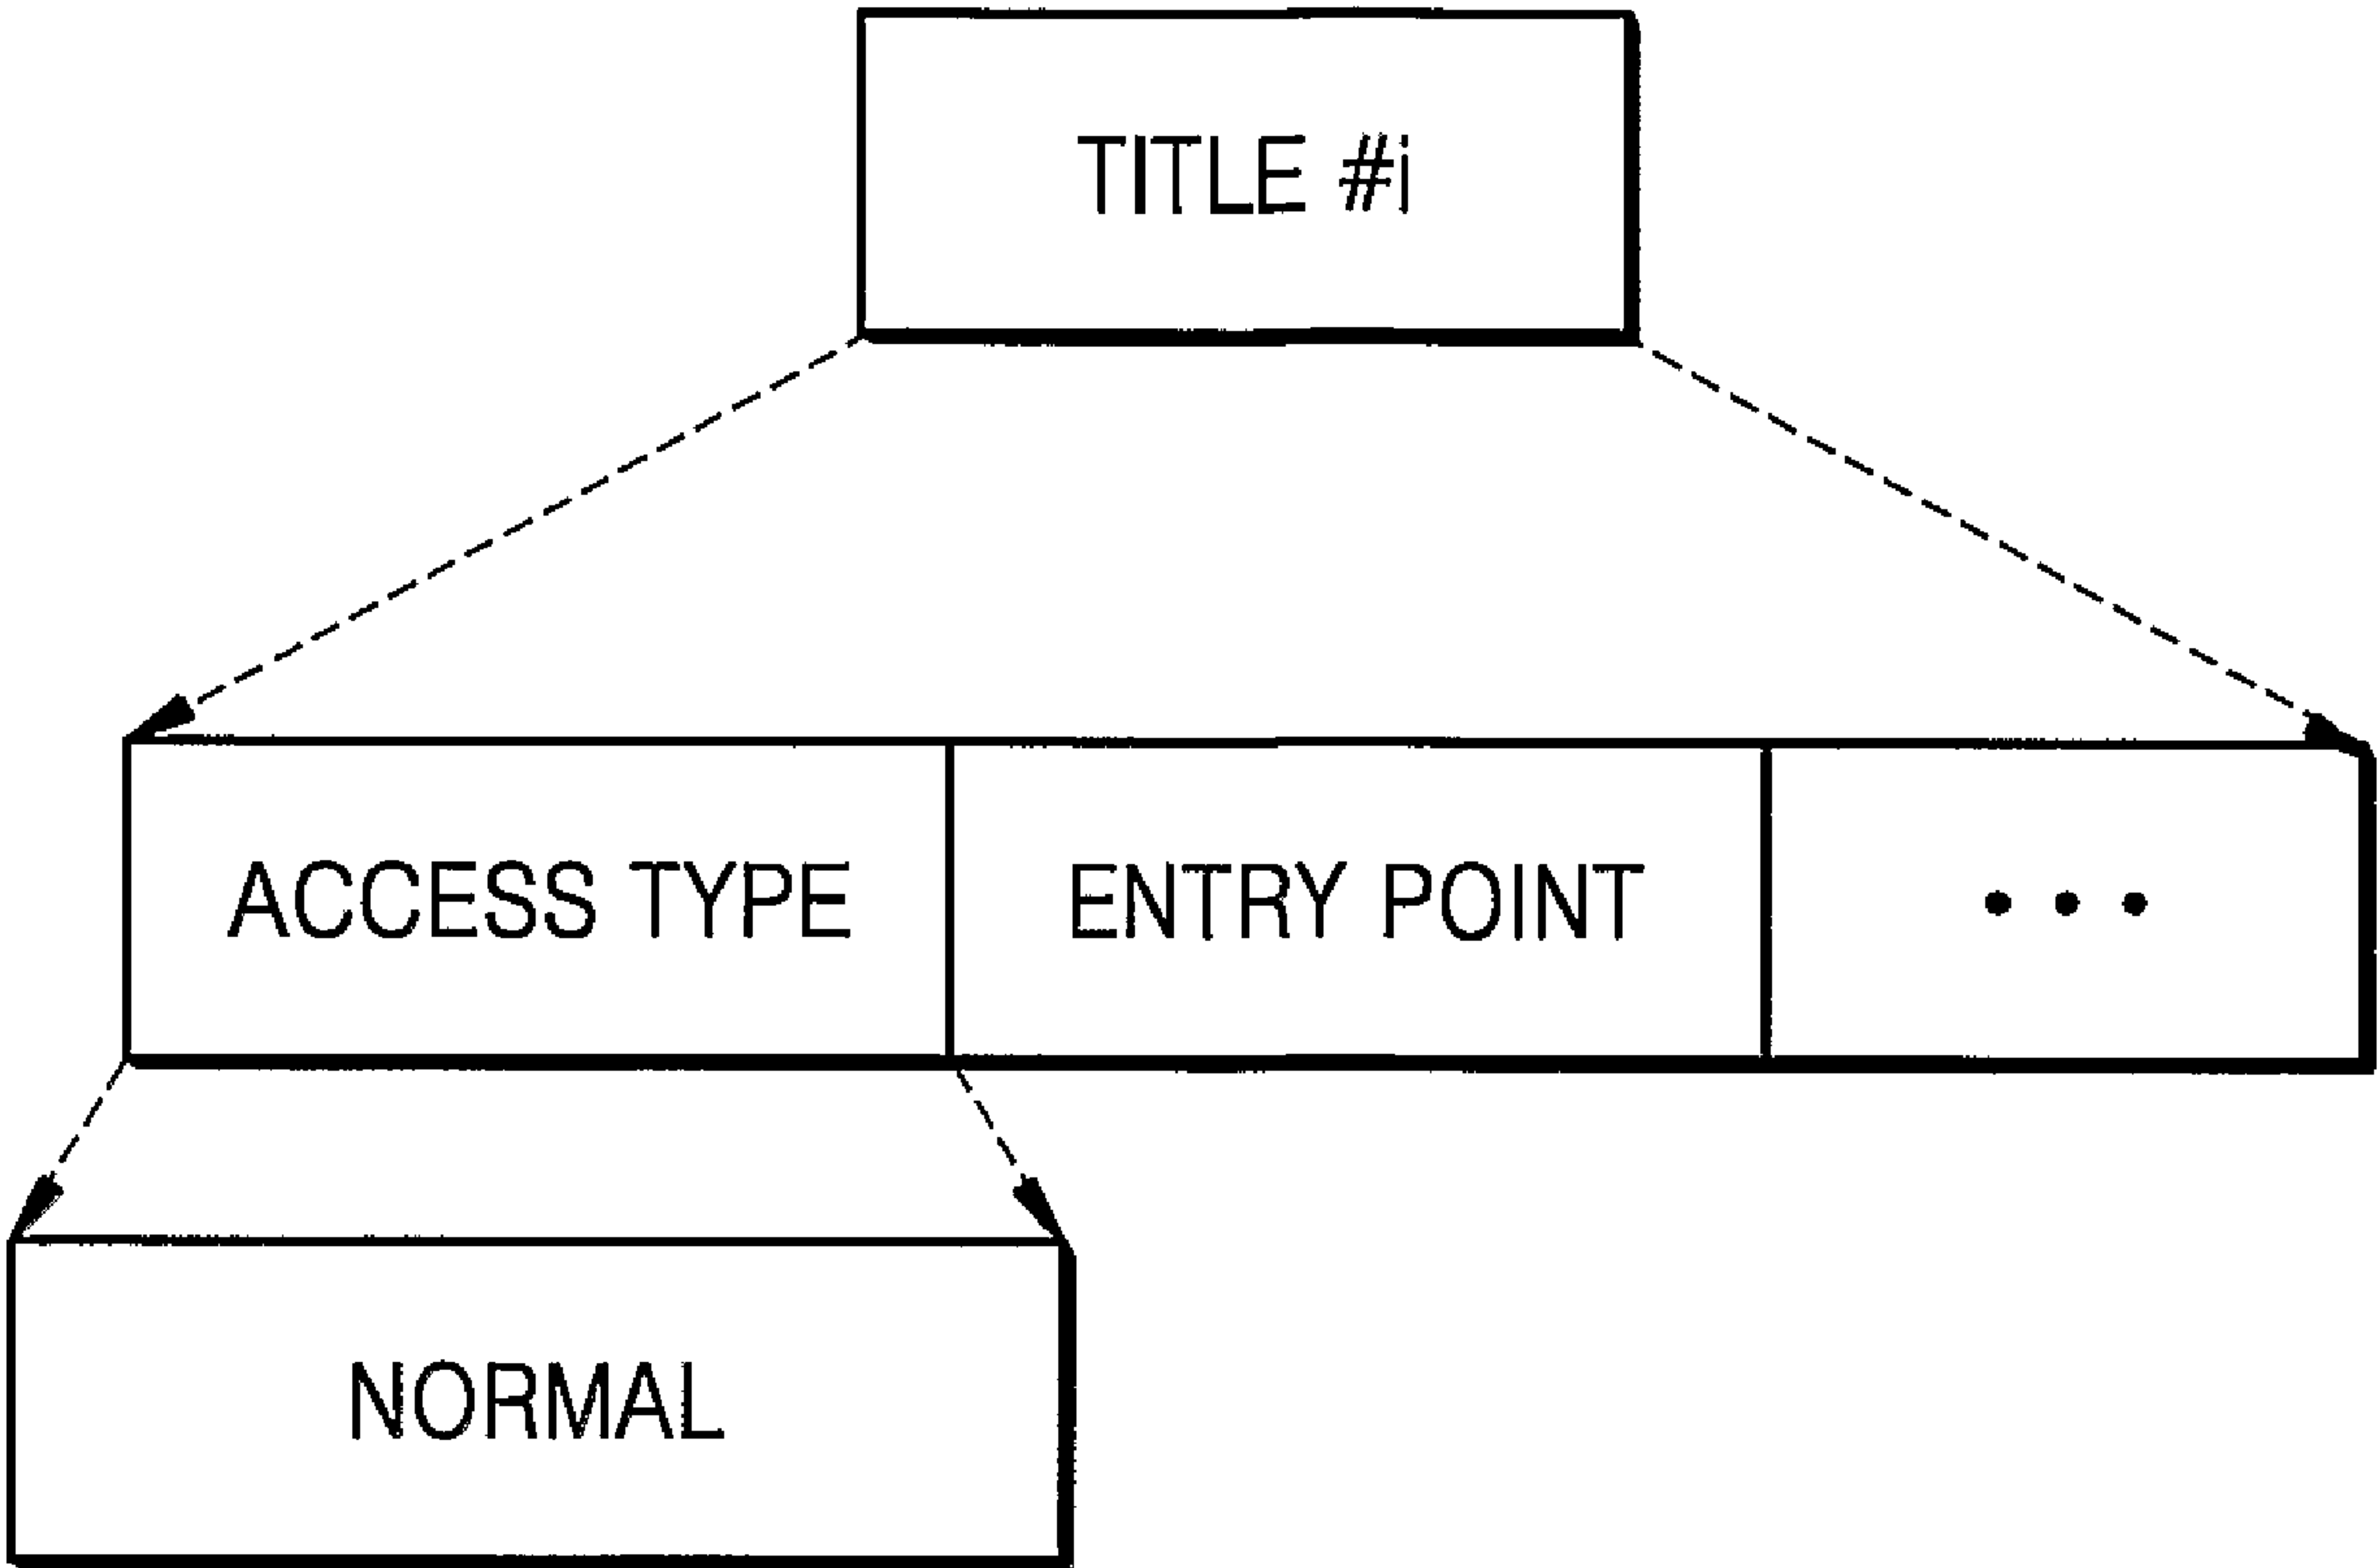 TITLE #i
ACCESS TYPE ENTRY POINT •••
NORMAL